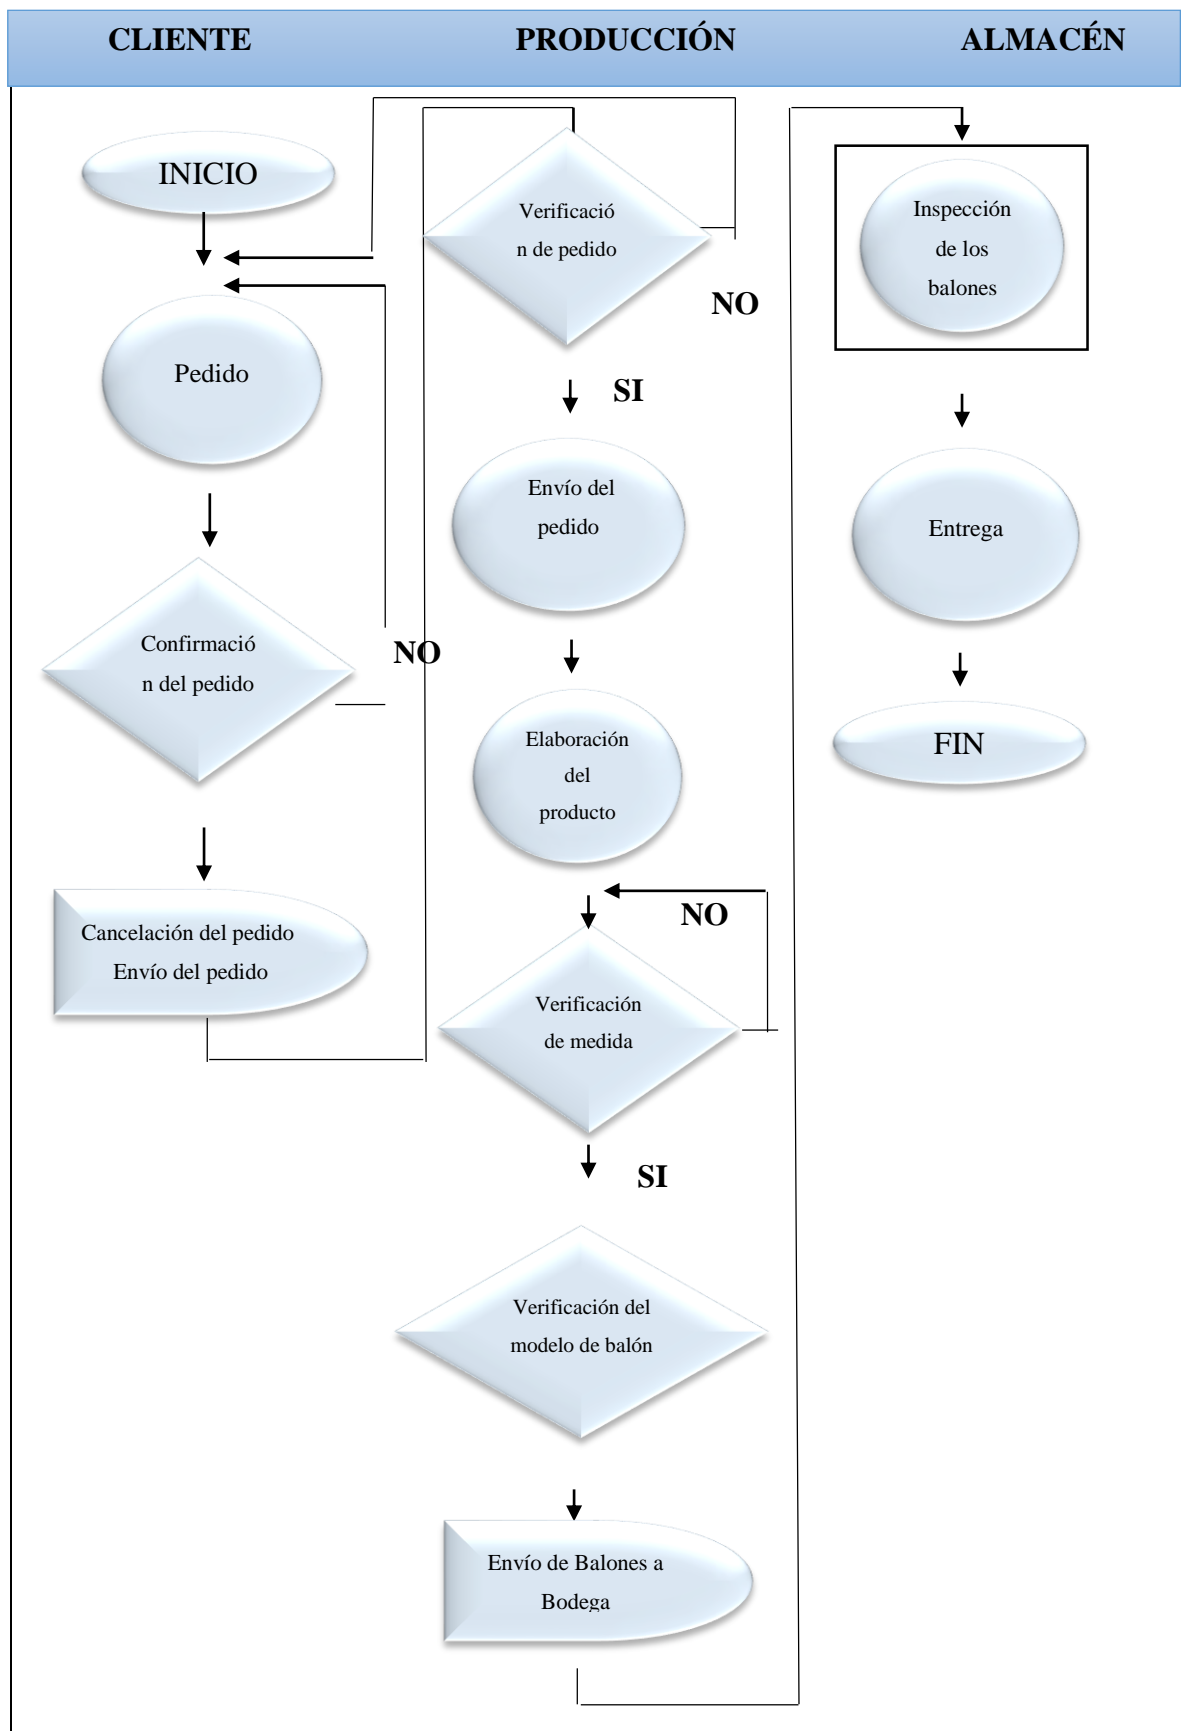 CLIENTE
PRODUCCIÓN
ALMACÉN
INICIO
Pedido
Confirmació
n del pedido
NO
Cancelación del pedido
Envío del pedido
Verificació
n de pedido
NO
SI
Envío del
pedido
Elaboración
del
producto
NO
Verificación
de medida
SI
Verificación del
modelo de balón
Envío de Balones a
Bodega
Inspección
de los
balones
Entrega
FIN